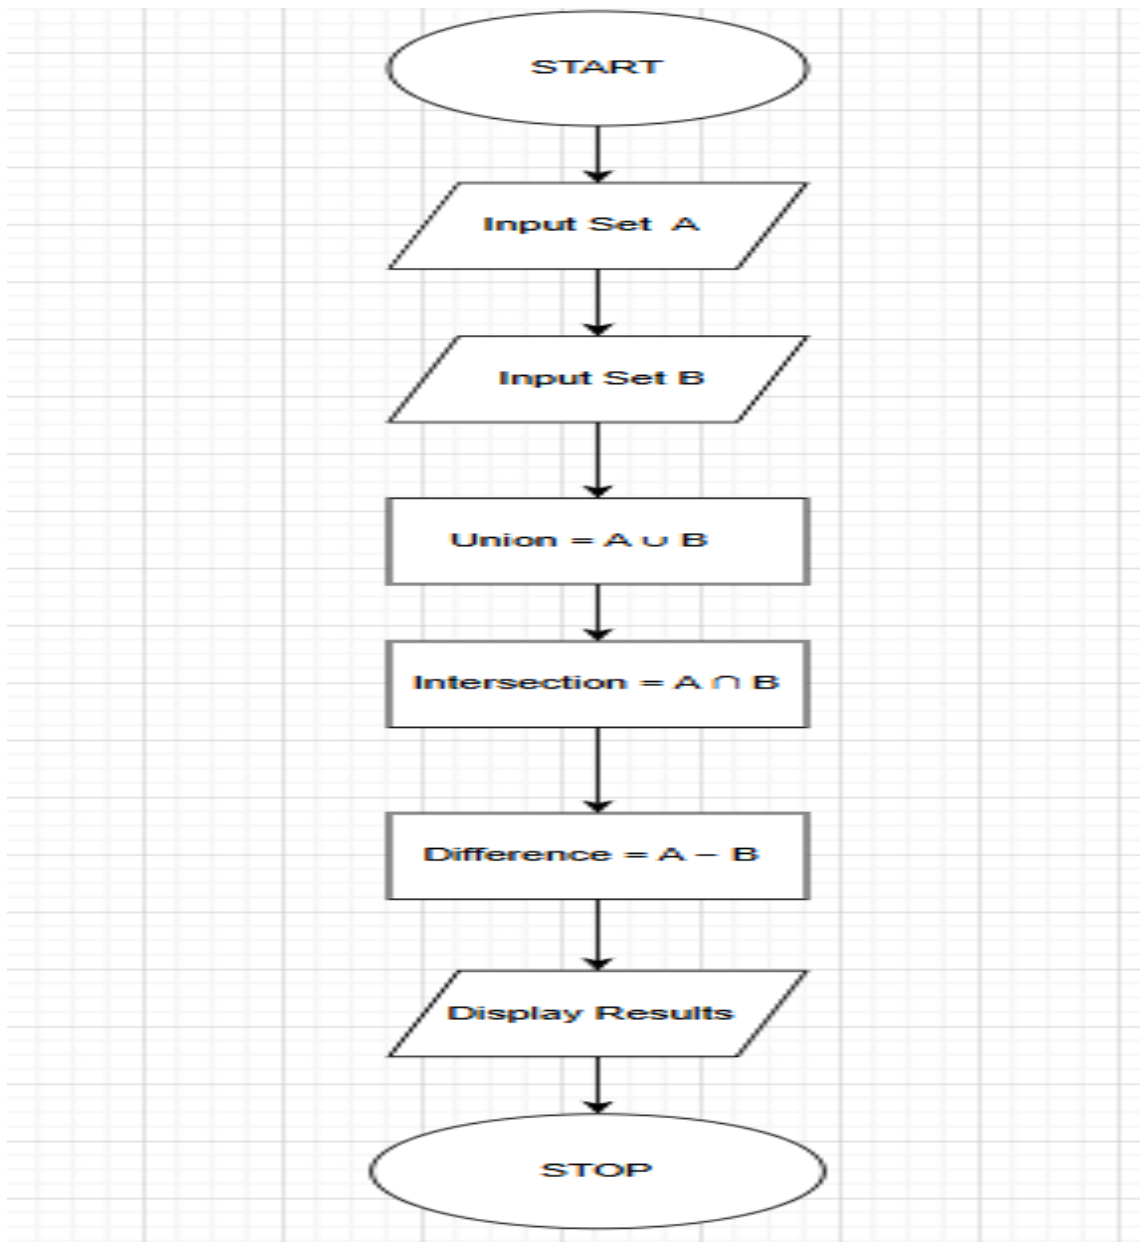 START
Input Set  A
Input Set B
Union = A ∪ B
Intersection = A ∩ B
Difference = A − B
Display Results
STOP